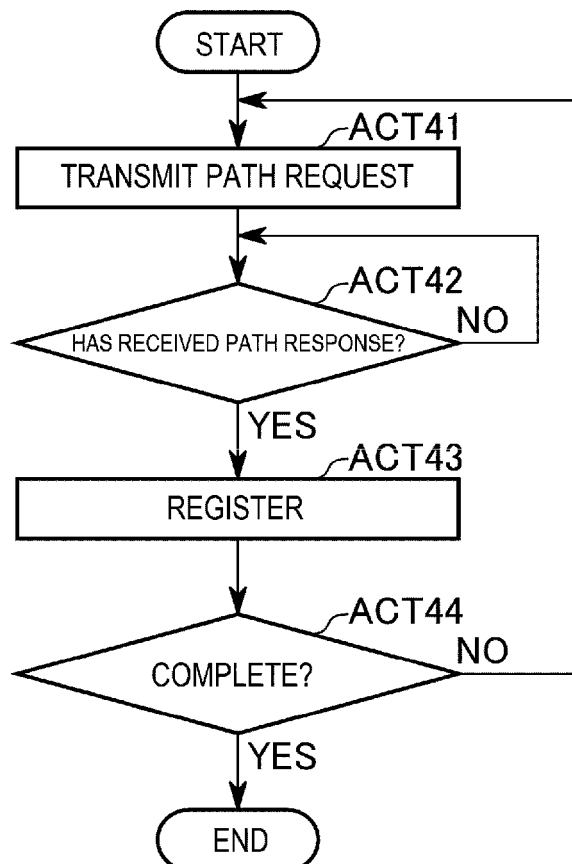 START
ACT41
TRANSMIT PATH REQUEST
ACT42
HAS RECEIVED PATH RESPONSE?
NO
YES
ACT43
REGISTER
ACT44
COMPLETE?
NO
YES
END